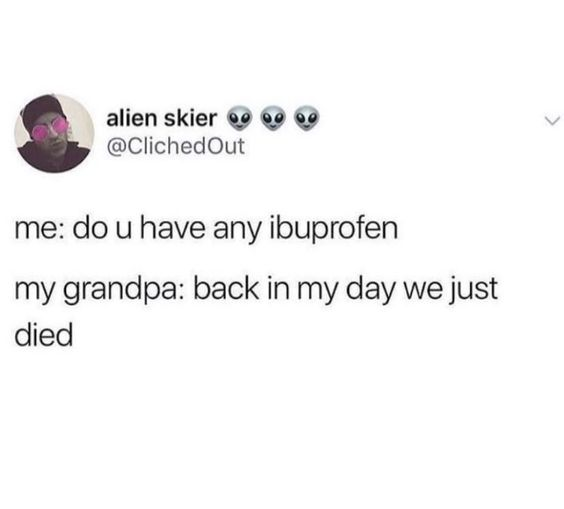 alien skier 👽 👽 👽
@ClichedOut
me: do u have any ibuprofen
my grandpa: back in my day we just
died